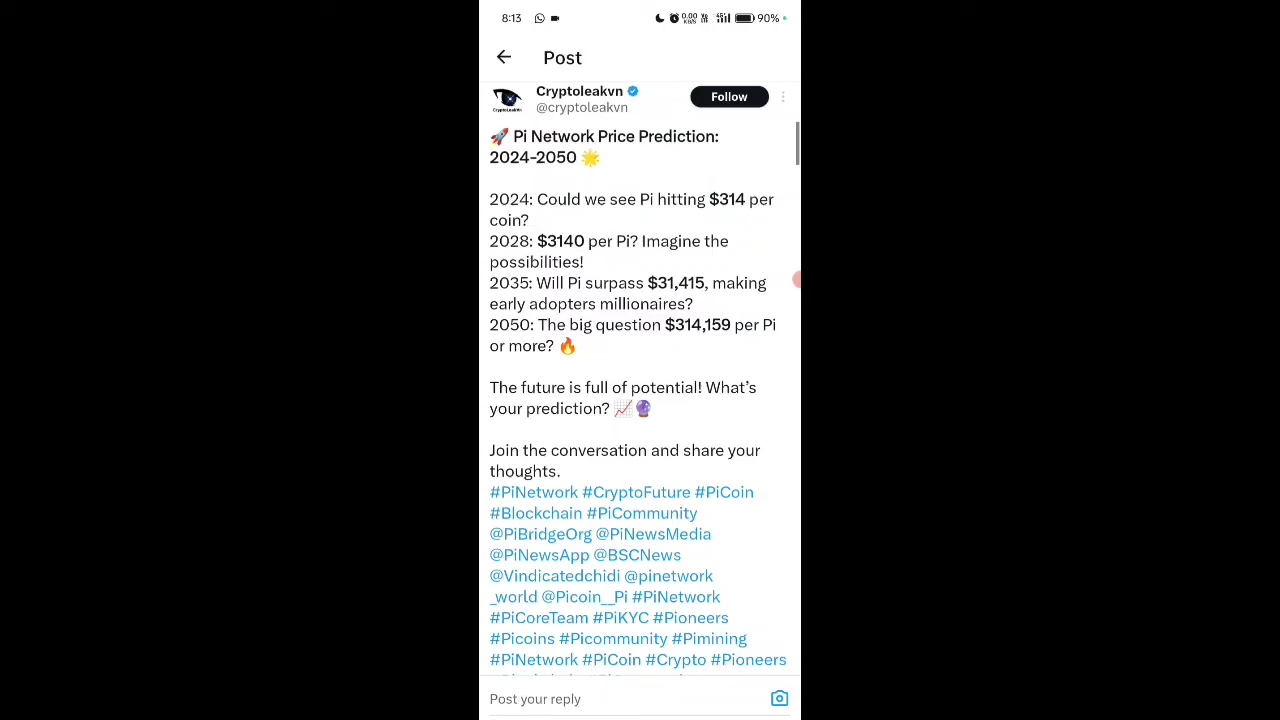 8:13
0.00
KB/S
90%
Post
Cryptoleakvn
@cryptoleakvn
Follow
🚀 Pi Network Price Prediction:
2024-2050 🌟
2024: Could we see Pi hitting $314 per
coin?
2028: $3140 per Pi? Imagine the
possibilities!
2035: Will Pi surpass $31,415, making
early adopters millionaires?
2050: The big question $314,159 per Pi
or more? 🔥
The future is full of potential! What's
your prediction? 📈🔮
Join the conversation and share your
thoughts.
#PiNetwork #CryptoFuture #PiCoin
#Blockchain #PiCommunity
@PiBridgeOrg @PiNewsMedia
@PiNewsApp @BSCNews
@Vindicatedchidi @pinetwork
_world @Picoin__Pi #PiNetwork
#PiCoreTeam #PiKYC #Pioneers
#Picoins #Picommunity #Pimining
#PiNetwork #PiCoin #Crypto #Pioneers
Post your reply